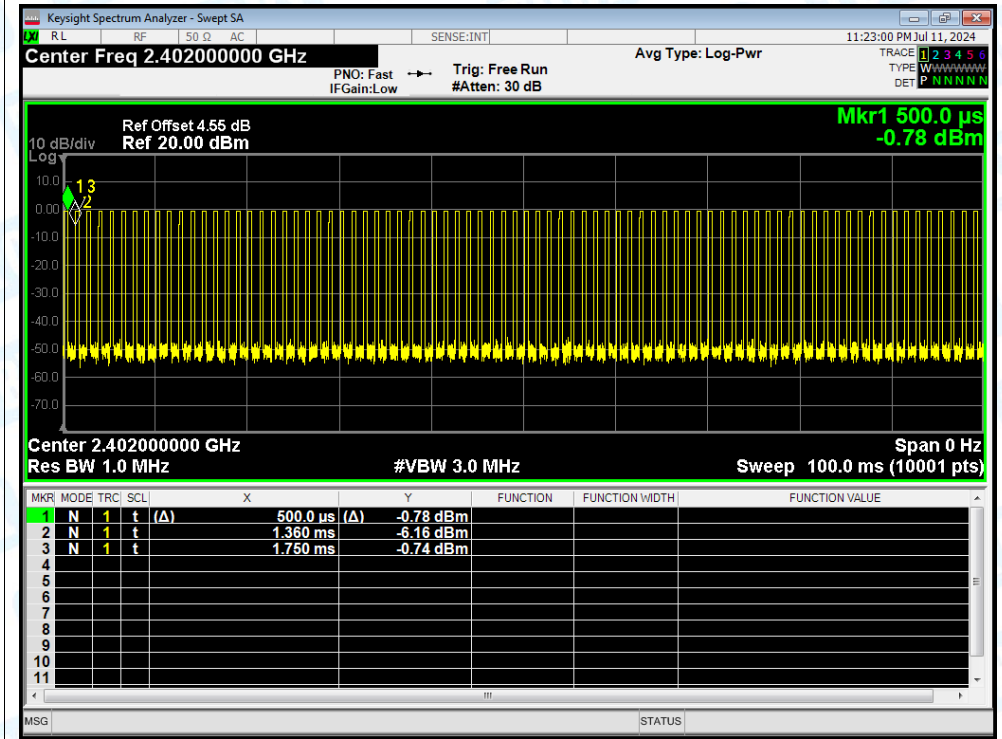 Keysight Spectrum Analyzer - Swept SA
LXI RL RF 50 Ω AC SENSE:INT 11:23:00 PM Jul 11, 2024
Center Freq 2.402000000 GHz Avg Type: Log-Pwr TRACE 1 2 3 4 5 6
PNO: Fast Trig: Free Run TYPE WWWWWW
IFGain:Low #Atten: 30 dB DET P N N N N N
Mkr1 500.0 µs
Ref Offset 4.55 dB -0.78 dBm
10 dB/div Ref 20.00 dBm
Log
10.0
1 3
2
0.00
-10.0
-20.0
-30.0
-40.0
-50.0
-60.0
-70.0
Center 2.402000000 GHz Span 0 Hz
Res BW 1.0 MHz #VBW 3.0 MHz Sweep 100.0 ms (10001 pts)
MKR MODE TRC SCL X Y FUNCTION FUNCTION WIDTH FUNCTION VALUE
1 N 1 t (Δ) 500.0 µs (Δ) -0.78 dBm
2 N 1 t 1.360 ms -6.16 dBm
3 N 1 t 1.750 ms -0.74 dBm
4
5
6
7
8
9
10
11
MSG STATUS